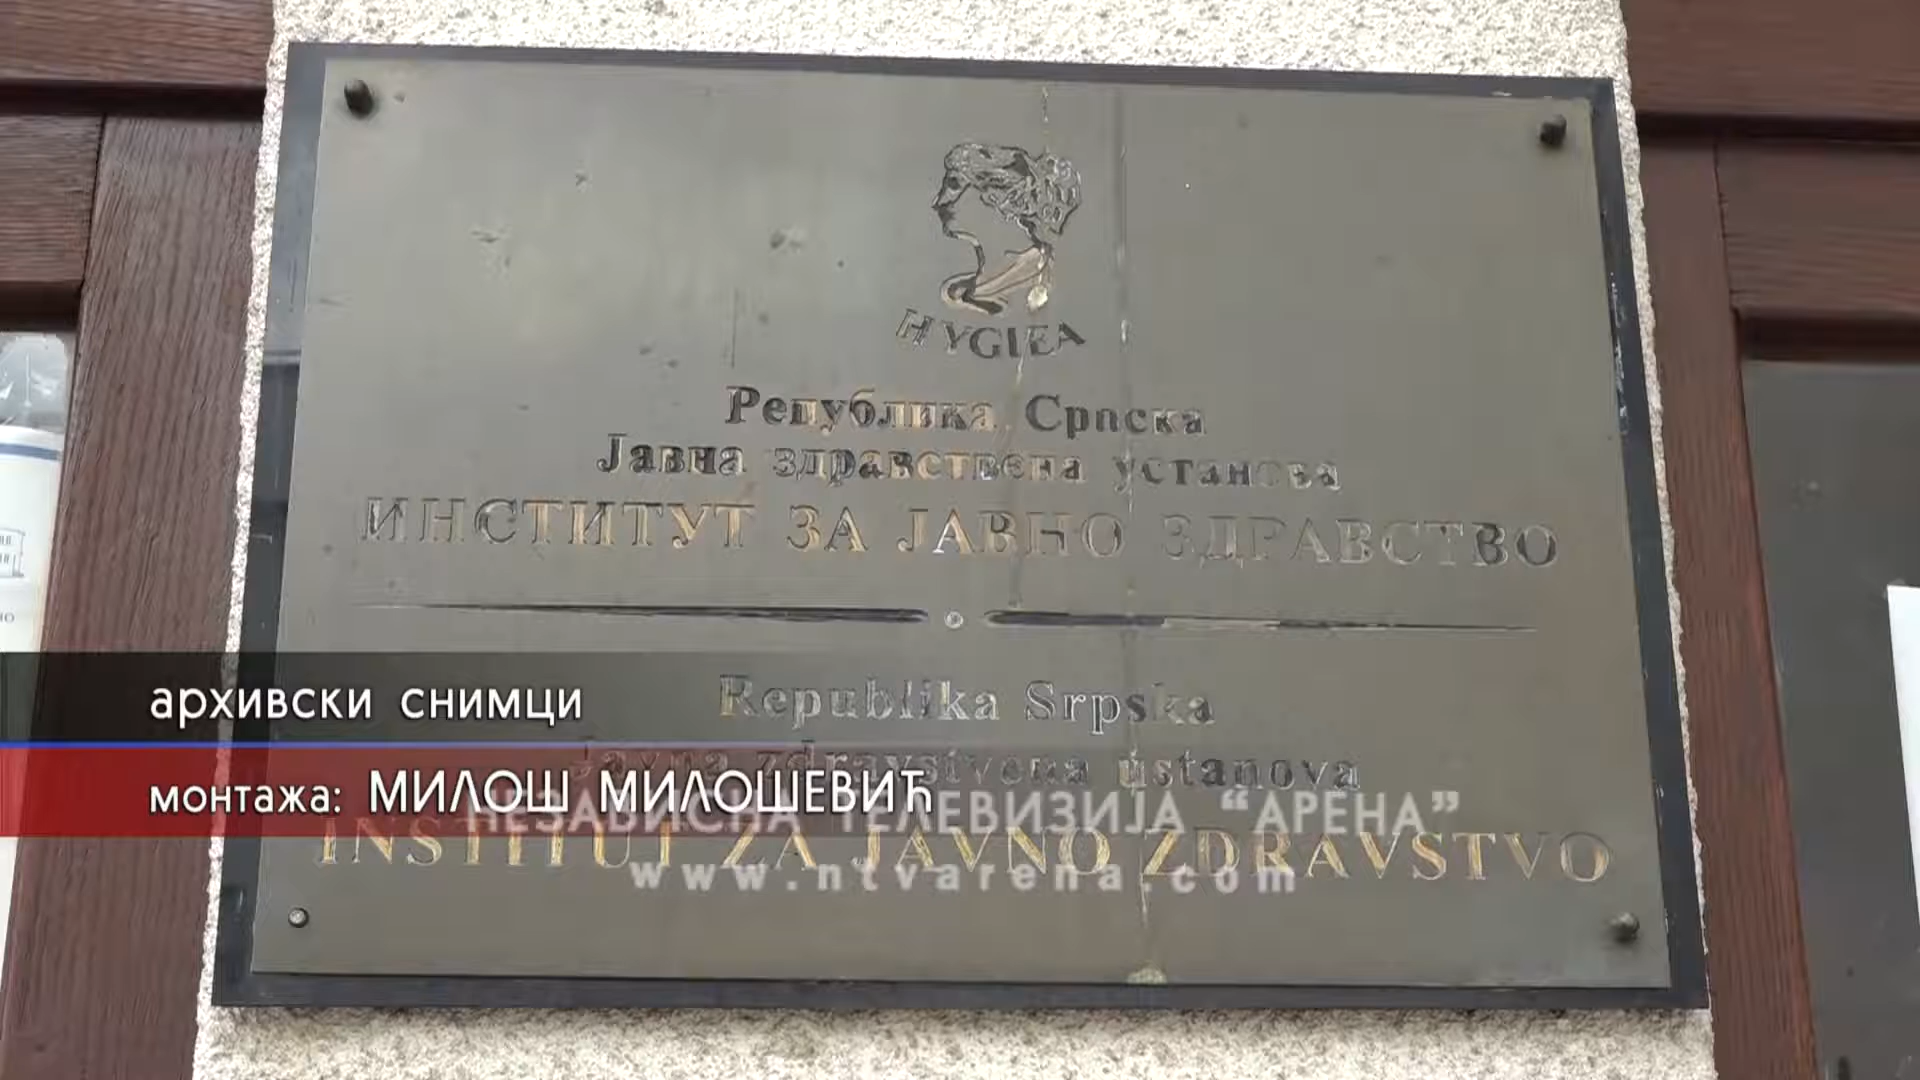 HYGIEA
Република Српска
Јавна здравствена установа
ИНСТИТУТ ЗА ЈАВНО ЗДРАВСТВО
Republika Srpska
Javna zdravstvena ustanova
INSTITUT ZA JAVNO ZDRAVSTVO
архивски снимци
монтажа: МИЛОШ МИЛОШЕВИЋ
НЕЗАВИСНА ТЕЛЕВИЗИЈА “АРЕНА”
www.ntvarena.com